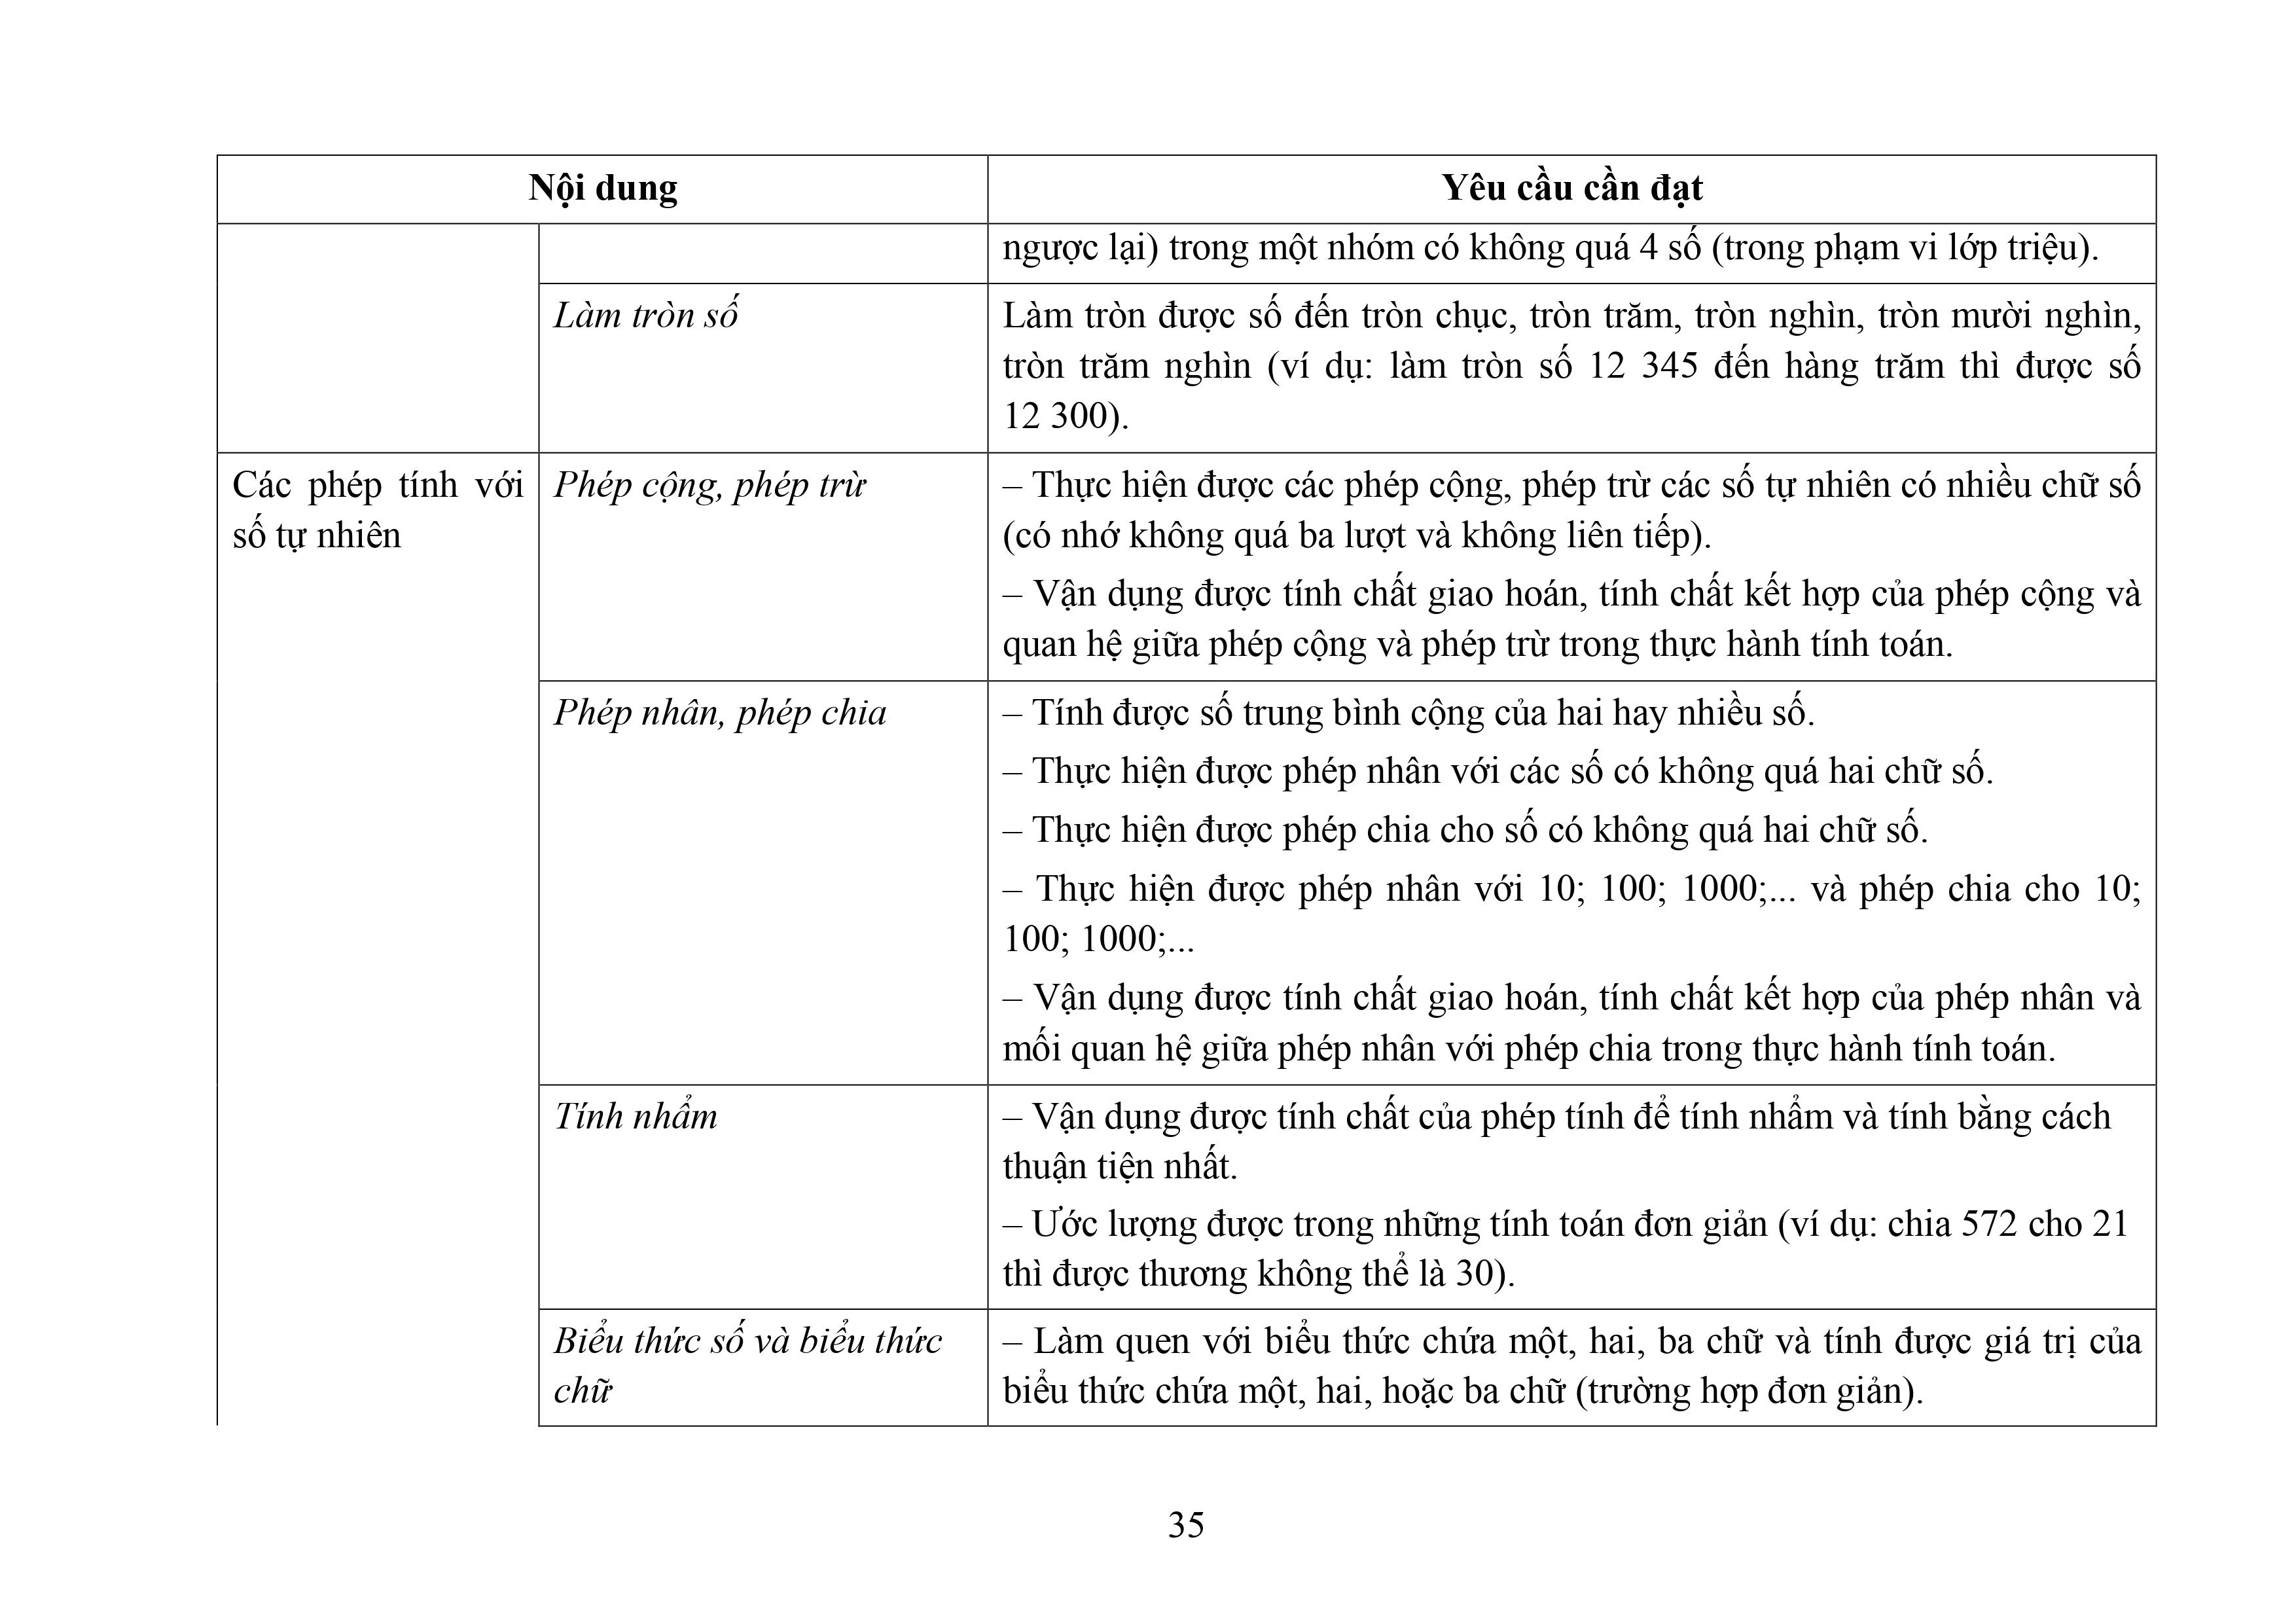 Nội dung
Yêu cầu cần đạt
ngược lại) trong một nhóm có không quá 4 số (trong phạm vi lớp triệu).
Làm tròn số
Làm tròn được số đến tròn chục, tròn trăm, tròn nghìn, tròn mười nghìn,
tròn trăm nghìn (ví dụ: làm tròn số 12 345 đến hàng trăm thì được số
12 300).
Các phép tính với
số tự nhiên
Phép cộng, phép trừ
– Thực hiện được các phép cộng, phép trừ các số tự nhiên có nhiều chữ số
(có nhớ không quá ba lượt và không liên tiếp).
– Vận dụng được tính chất giao hoán, tính chất kết hợp của phép cộng và
quan hệ giữa phép cộng và phép trừ trong thực hành tính toán.
Phép nhân, phép chia
– Tính được số trung bình cộng của hai hay nhiều số.
– Thực hiện được phép nhân với các số có không quá hai chữ số.
– Thực hiện được phép chia cho số có không quá hai chữ số.
– Thực hiện được phép nhân với 10; 100; 1000;... và phép chia cho 10;
100; 1000;...
– Vận dụng được tính chất giao hoán, tính chất kết hợp của phép nhân và
mối quan hệ giữa phép nhân với phép chia trong thực hành tính toán.
Tính nhẩm
– Vận dụng được tính chất của phép tính để tính nhẩm và tính bằng cách
thuận tiện nhất.
– Ước lượng được trong những tính toán đơn giản (ví dụ: chia 572 cho 21
thì được thương không thể là 30).
Biểu thức số và biểu thức
chữ
– Làm quen với biểu thức chứa một, hai, ba chữ và tính được giá trị của
biểu thức chứa một, hai, hoặc ba chữ (trường hợp đơn giản).
35